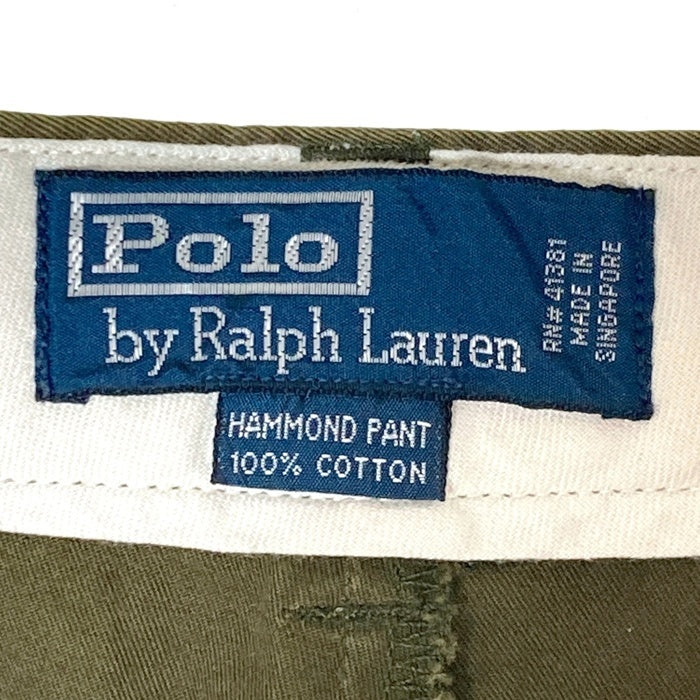 Polo
by Ralph Lauren
RN# 41381
MADE IN
SINGAPORE
HAMMOND PANT
100% COTTON